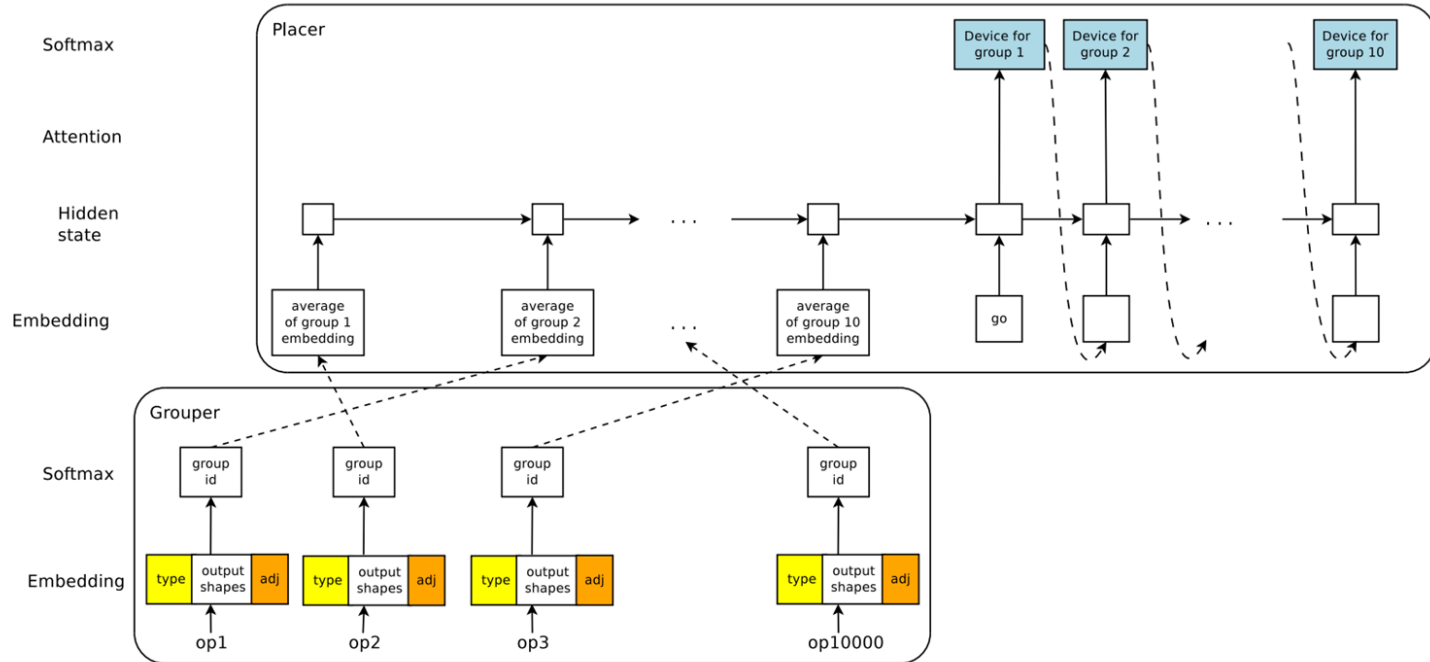 Placer
Softmax
Device for
group 1
Device for
group 2
Device for
group 10
Attention
Hidden
state
. . .
. . .
Embedding
average
of group 1
embedding
average
of group 2
embedding
...
average
of group 10
embedding
go
. . .
Grouper
Softmax
group
id
group
id
group
id
group
id
Embedding
type
output
shapes
adj
type
output
shapes
adj
type
output
shapes
adj
type
output
shapes
adj
op1
op2
op3
op10000